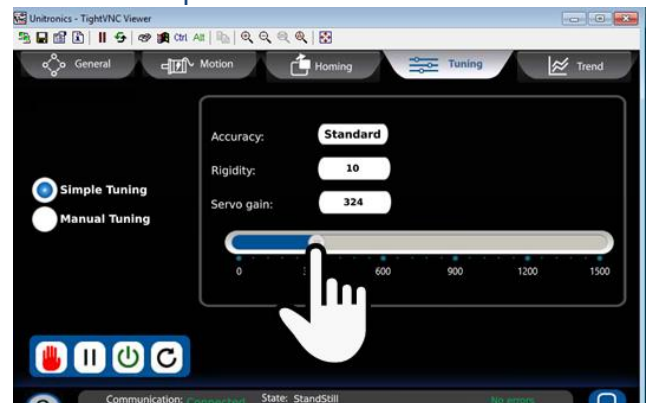 Unitronics - TightVNC Viewer
Ctrl Alt
General Motion Homing Tuning Trend
Accuracy: Standard
Rigidity: 10
Simple Tuning
Servo gain: 324
Manual Tuning
0 600 900 1200 1500
Communication: Connected State: StandStill No errors